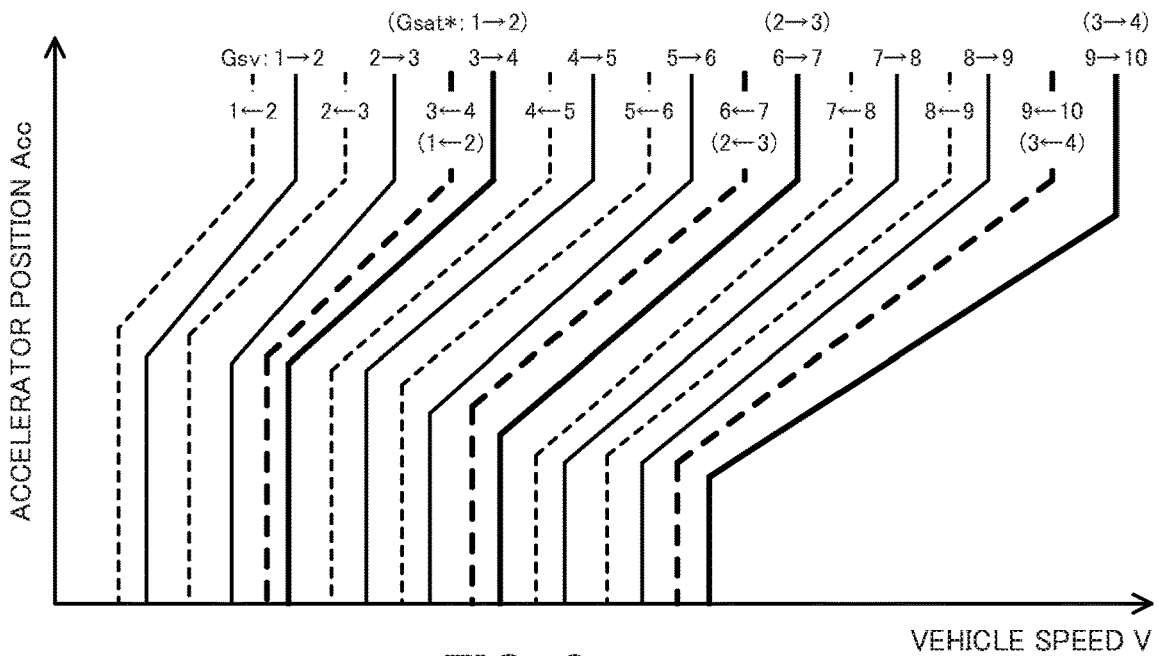 (Gsat*: 1→2) (2→3) (3→4)
Gsv: 1→2 2→3 3→4 4→5 5→6 6→7 7→8 8→9 9→10
1←2 2←3 3←4 4←5 5←6 6←7 7←8 8←9 9←10
(1←2) (2←3) (3←4)
ACCELERATOR POSITION Acc
VEHICLE SPEED V